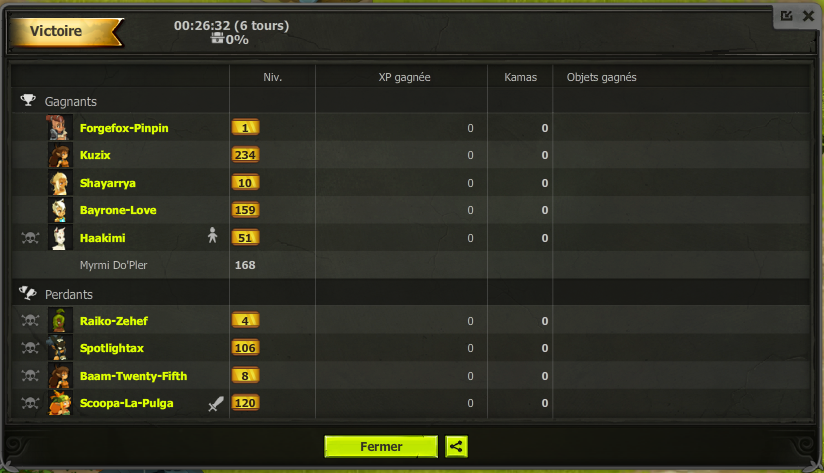 Victoire
00:26:32 (6 tours)
0%
Niv. XP gagnée Kamas Objets gagnés
Gagnants
Forgefox-Pinpin 1 0 0
Kuzix 234 0 0
Shayarrya 10 0 0
Bayrone-Love 159 0 0
Haakimi 51 0 0
Myrmi Do'Pler 168
Perdants
Raiko-Zehef 4 0 0
Spotlightax 106 0 0
Baam-Twenty-Fifth 8 0 0
Scoopa-La-Pulga 120 0 0
Fermer